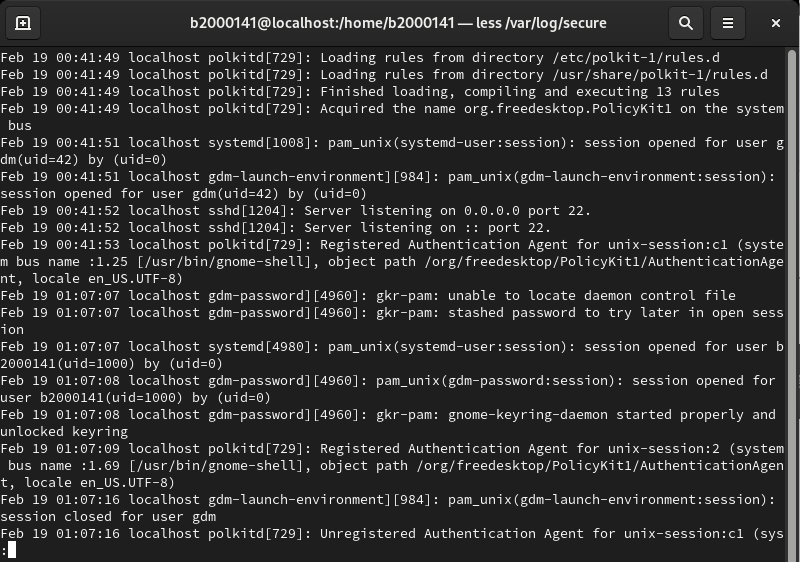 b2000141@localhost:/home/b2000141 — less /var/log/secure
Feb 19 00:41:49 localhost polkitd[729]: Loading rules from directory /etc/polkit-1/rules.d
Feb 19 00:41:49 localhost polkitd[729]: Loading rules from directory /usr/share/polkit-1/rules.d
Feb 19 00:41:49 localhost polkitd[729]: Finished loading, compiling and executing 13 rules
Feb 19 00:41:49 localhost polkitd[729]: Acquired the name org.freedesktop.PolicyKit1 on the system
 bus
Feb 19 00:41:51 localhost systemd[1008]: pam_unix(systemd-user:session): session opened for user g
dm(uid=42) by (uid=0)
Feb 19 00:41:51 localhost gdm-launch-environment][984]: pam_unix(gdm-launch-environment:session):
session opened for user gdm(uid=42) by (uid=0)
Feb 19 00:41:52 localhost sshd[1204]: Server listening on 0.0.0.0 port 22.
Feb 19 00:41:52 localhost sshd[1204]: Server listening on :: port 22.
Feb 19 00:41:53 localhost polkitd[729]: Registered Authentication Agent for unix-session:c1 (syste
m bus name :1.25 [/usr/bin/gnome-shell], object path /org/freedesktop/PolicyKit1/AuthenticationAge
nt, locale en_US.UTF-8)
Feb 19 01:07:07 localhost gdm-password][4960]: gkr-pam: unable to locate daemon control file
Feb 19 01:07:07 localhost gdm-password][4960]: gkr-pam: stashed password to try later in open sess
ion
Feb 19 01:07:07 localhost systemd[4980]: pam_unix(systemd-user:session): session opened for user b
2000141(uid=1000) by (uid=0)
Feb 19 01:07:08 localhost gdm-password][4960]: pam_unix(gdm-password:session): session opened for
user b2000141(uid=1000) by (uid=0)
Feb 19 01:07:08 localhost gdm-password][4960]: gkr-pam: gnome-keyring-daemon started properly and
unlocked keyring
Feb 19 01:07:09 localhost polkitd[729]: Registered Authentication Agent for unix-session:2 (system
 bus name :1.69 [/usr/bin/gnome-shell], object path /org/freedesktop/PolicyKit1/AuthenticationAgen
t, locale en_US.UTF-8)
Feb 19 01:07:16 localhost gdm-launch-environment][984]: pam_unix(gdm-launch-environment:session):
session closed for user gdm
Feb 19 01:07:16 localhost polkitd[729]: Unregistered Authentication Agent for unix-session:c1 (sys
: